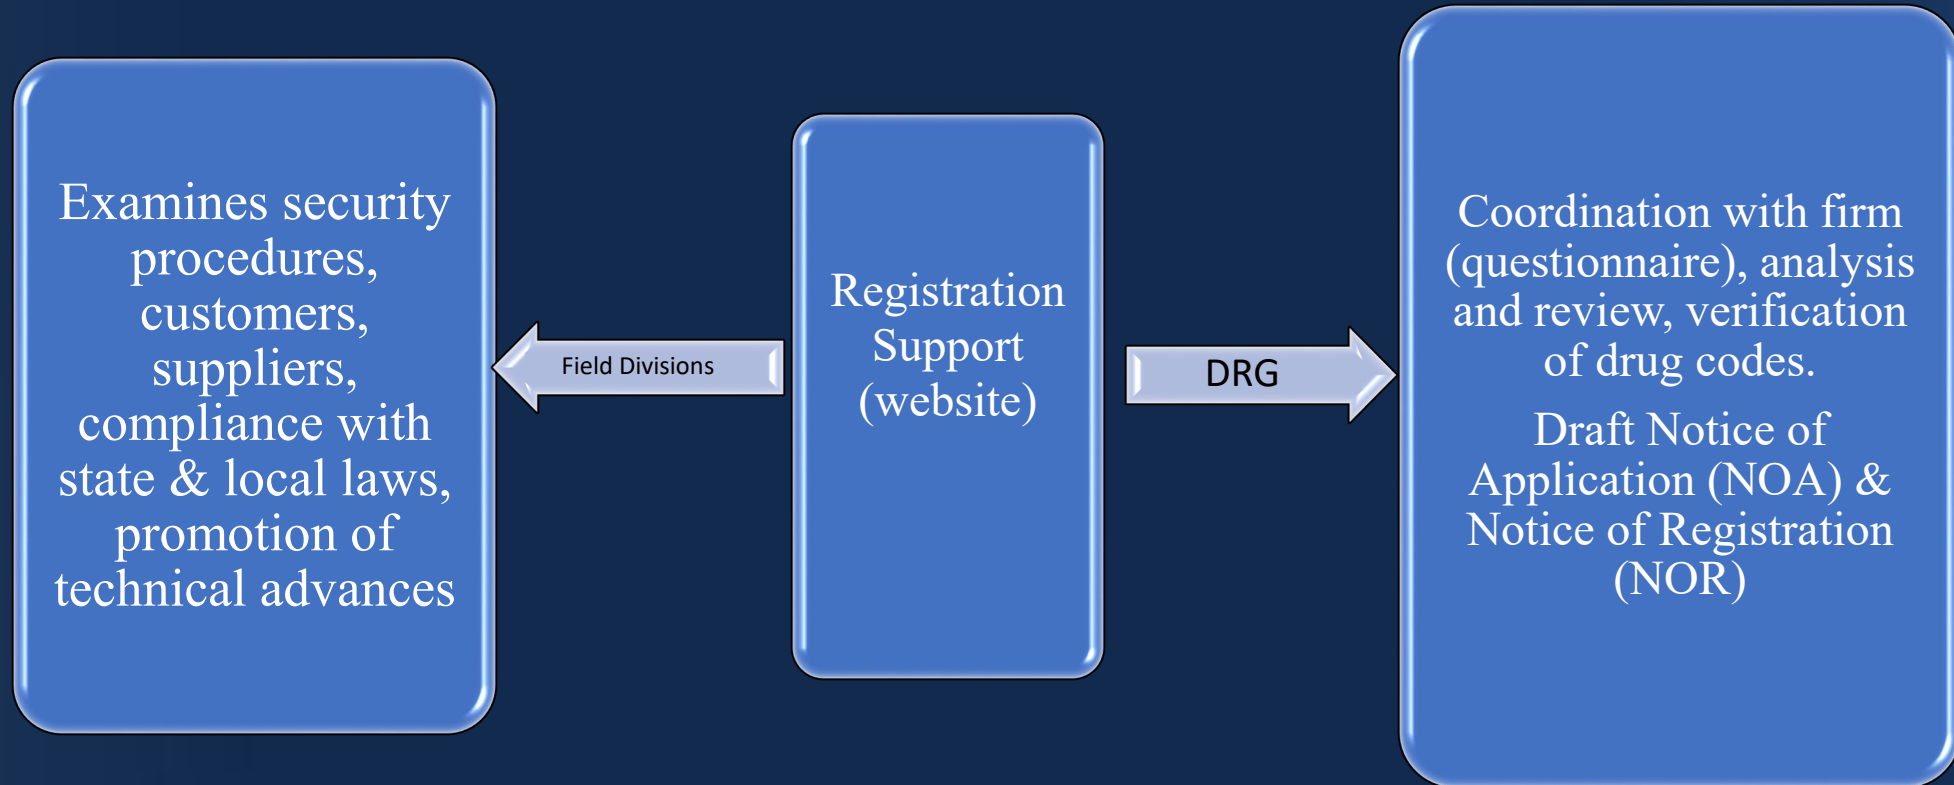 Examines security
procedures,
customers,
suppliers,
compliance with
state & local laws,
promotion of
technical advances
Field Divisions
Registration
Support
(website)
DRG
Coordination with firm
(questionnaire), analysis
and review, verification
of drug codes.
Draft Notice of
Application (NOA) &
Notice of Registration
(NOR)